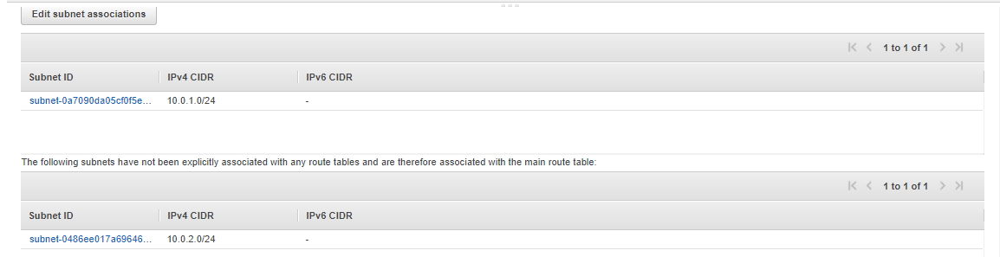 Edit subnet associations
1 to 1 of 1
Subnet ID IPv4 CIDR IPv6 CIDR
subnet-0a7090da05cf0f5e... 10.0.1.0/24 -
The following subnets have not been explicitly associated with any route tables and are therefore associated with the main route table:
1 to 1 of 1
Subnet ID IPv4 CIDR IPv6 CIDR
subnet-0486ee017a69646... 10.0.2.0/24 -